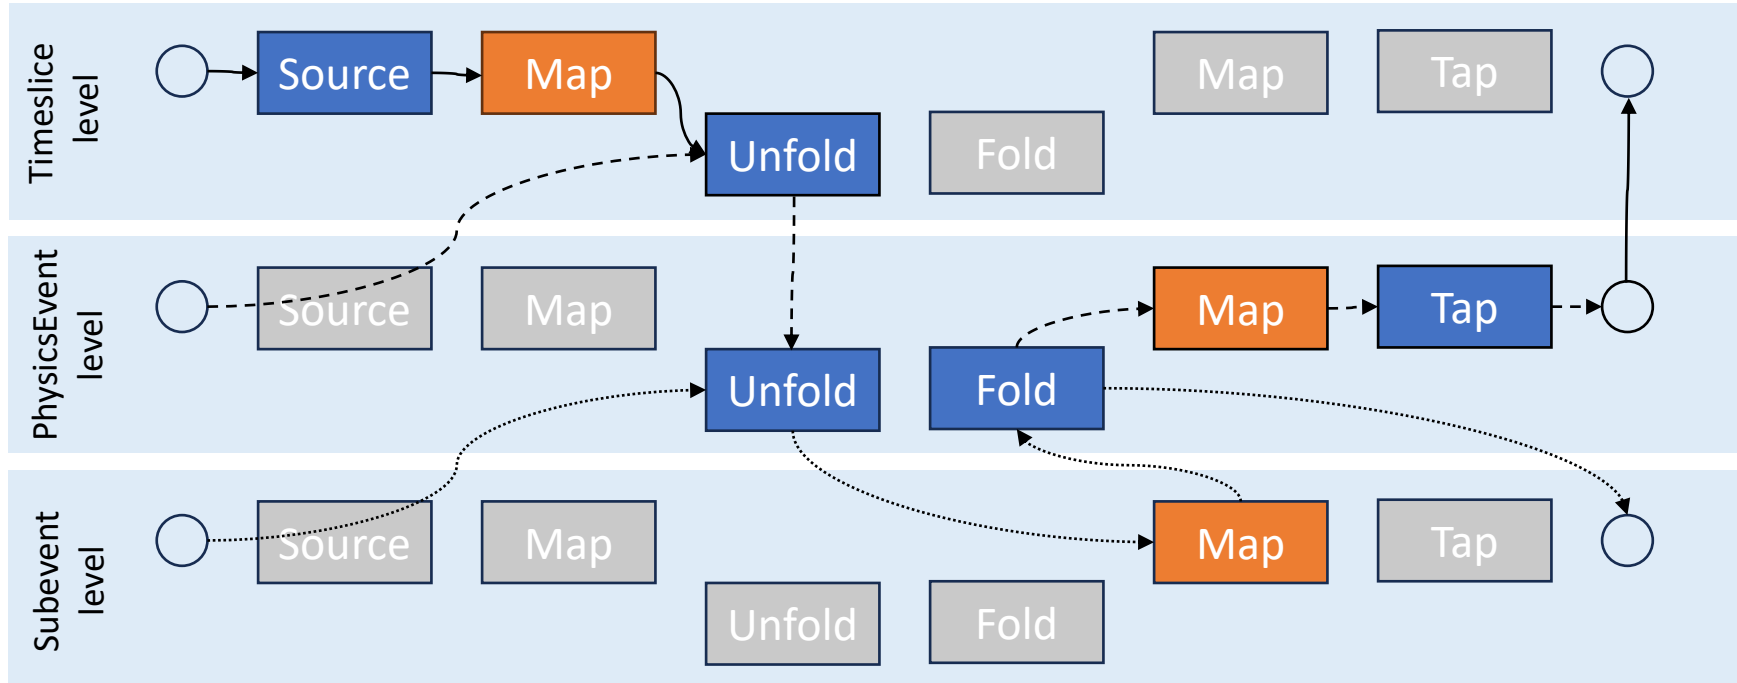 Timeslice
level
Source
Map
Unfold
Fold
Map
Tap
PhysicsEvent
level
Source
Map
Unfold
Fold
Map
Tap
Subevent
level
Source
Map
Unfold
Fold
Map
Tap